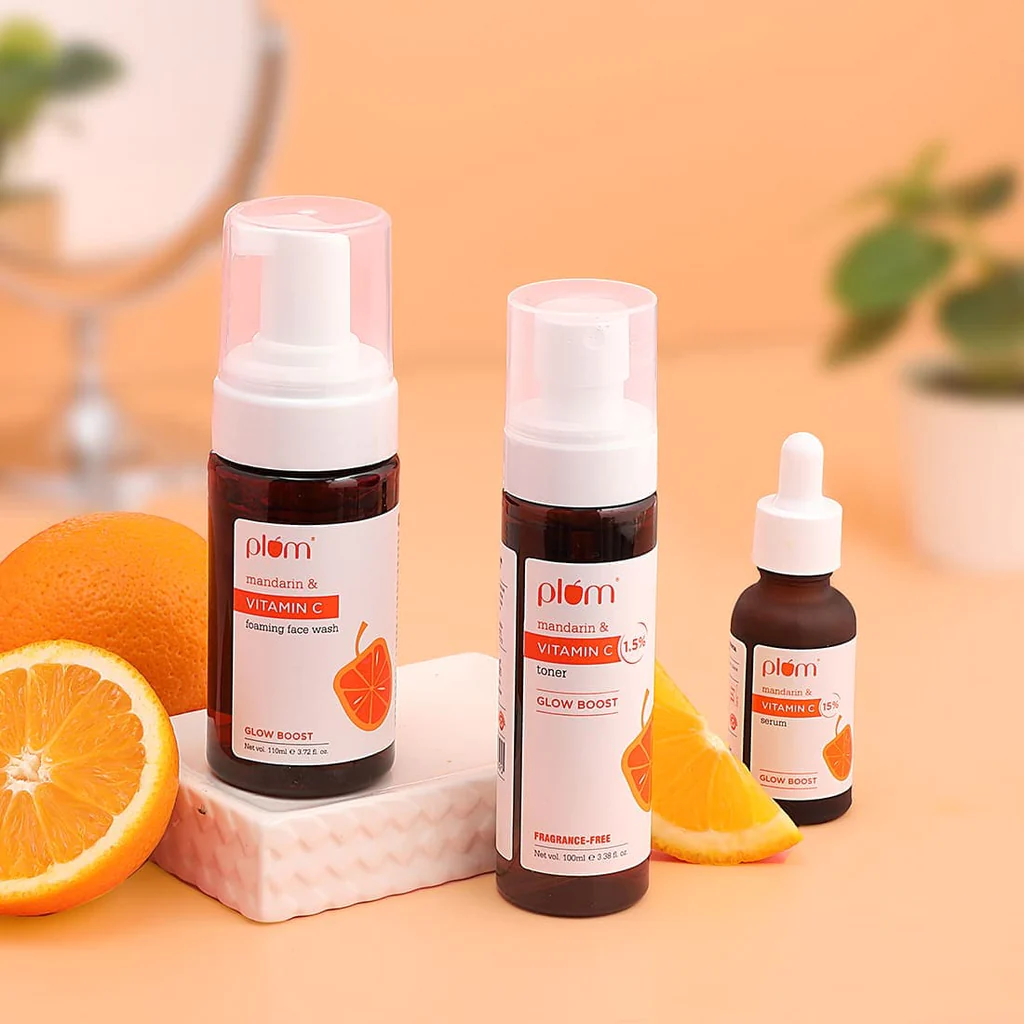 plum
mandarin &
VITAMIN C
foaming face wash
GLOW BOOST
Net vol. 110ml ℮ 3.72 fl. oz.
plum
mandarin &
VITAMIN C 1.5%
toner
GLOW BOOST
FRAGRANCE-FREE
Net vol. 100ml ℮ 3.38 fl. oz.
plum
mandarin &
VITAMIN C 15%
serum
GLOW BOOST